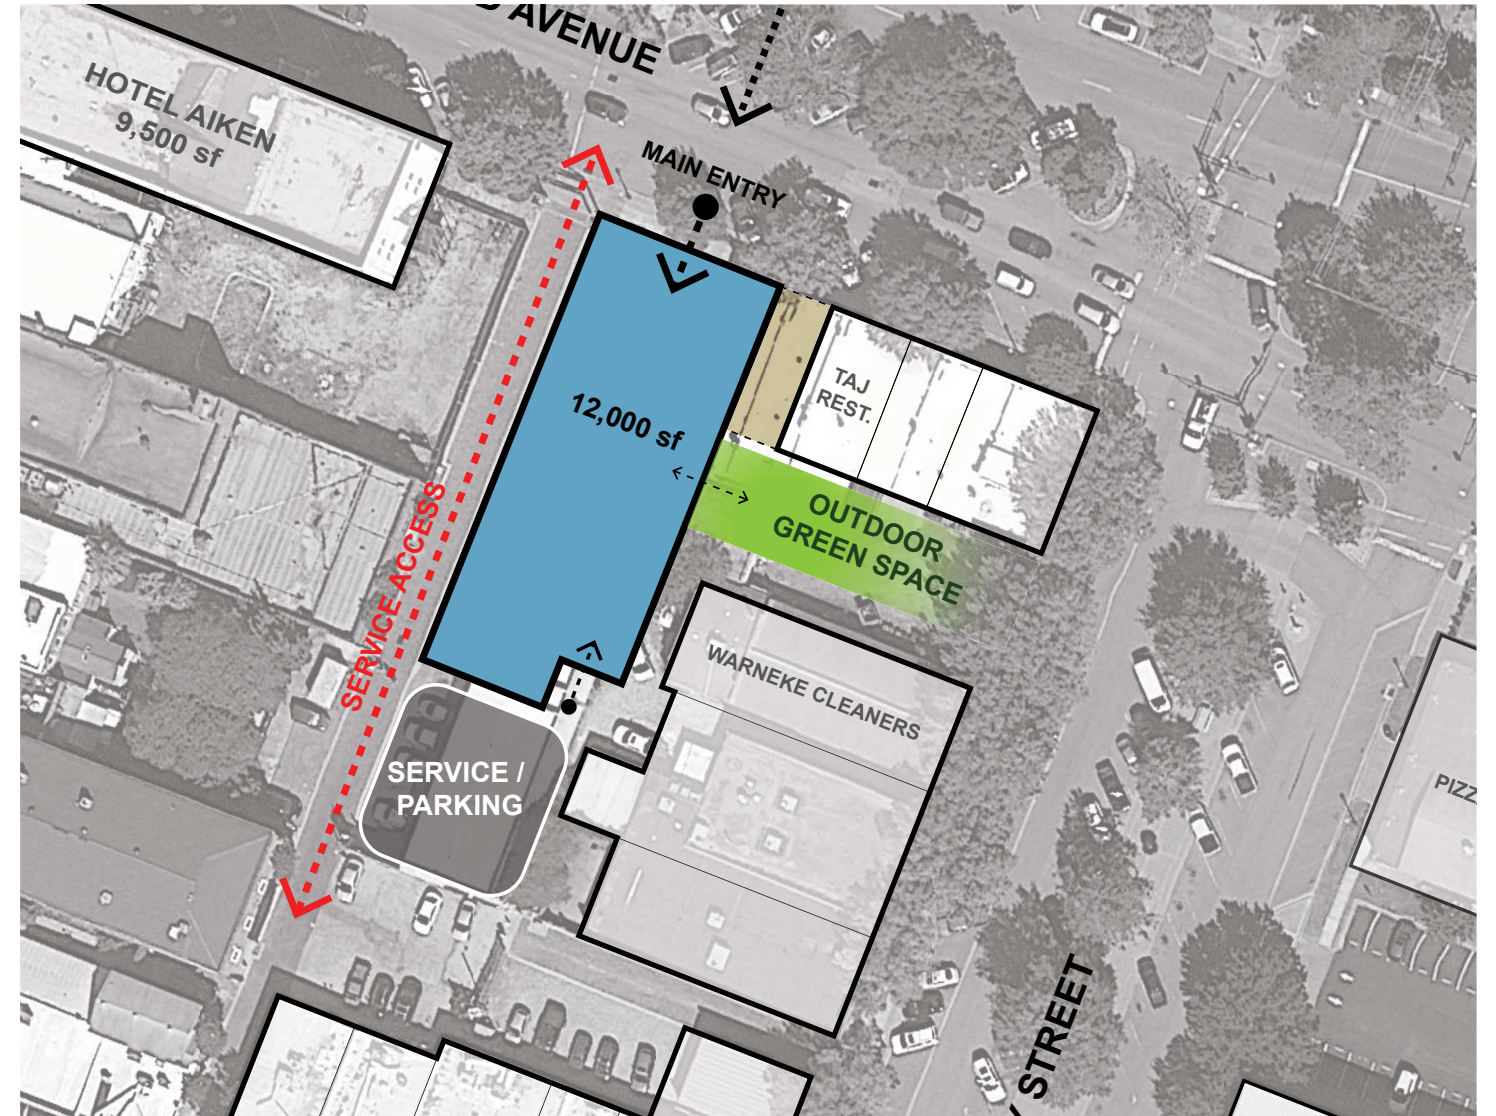 AVENUE
HOTEL AIKEN
9,500 sf
MAIN ENTRY
TAJ
REST.
12,000 sf
SERVICE ACCESS
OUTDOOR
GREEN SPACE
WARNEKE CLEANERS
SERVICE /
PARKING
PIZZ
STREET